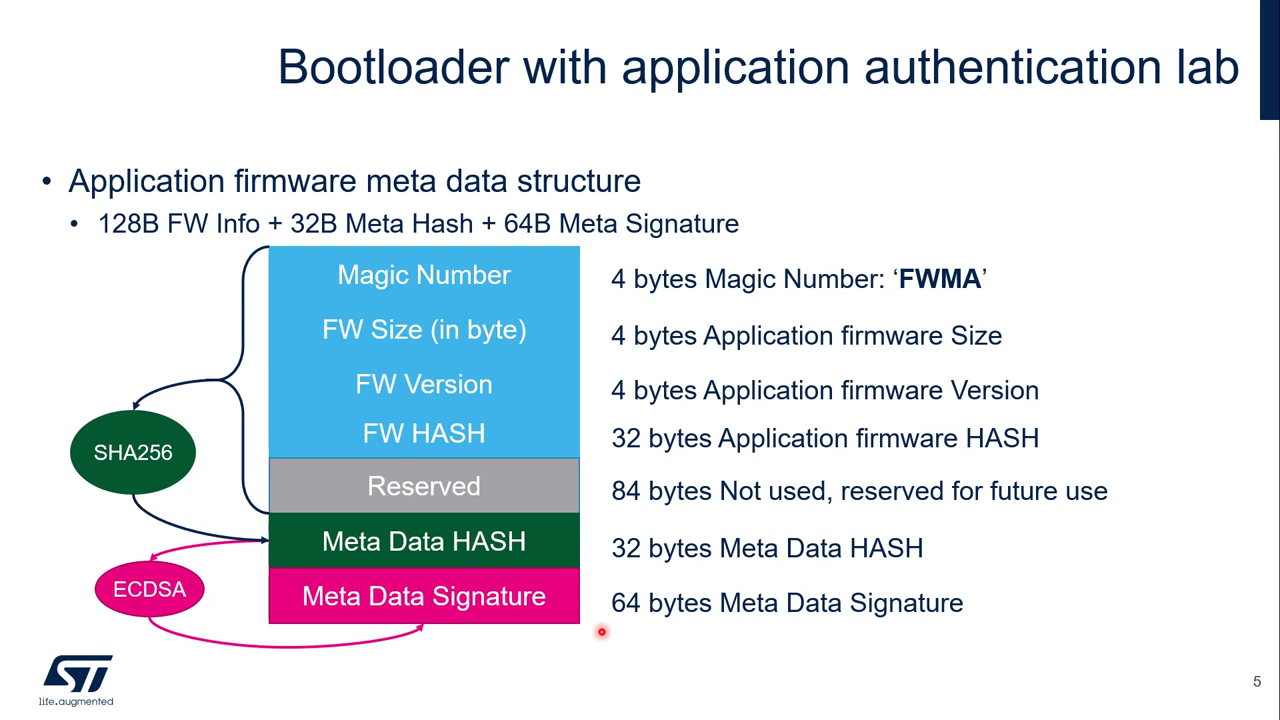 Bootloader with application authentication lab
• Application firmware meta data structure
• 128B FW Info + 32B Meta Hash + 64B Meta Signature
Magic Number
4 bytes Magic Number: ‘FWMA’
FW Size (in byte)
4 bytes Application firmware Size
FW Version
4 bytes Application firmware Version
FW HASH
32 bytes Application firmware HASH
SHA256
Reserved
84 bytes Not used, reserved for future use
Meta Data HASH
32 bytes Meta Data HASH
ECDSA
Meta Data Signature
64 bytes Meta Data Signature
ST
life.augmented
5